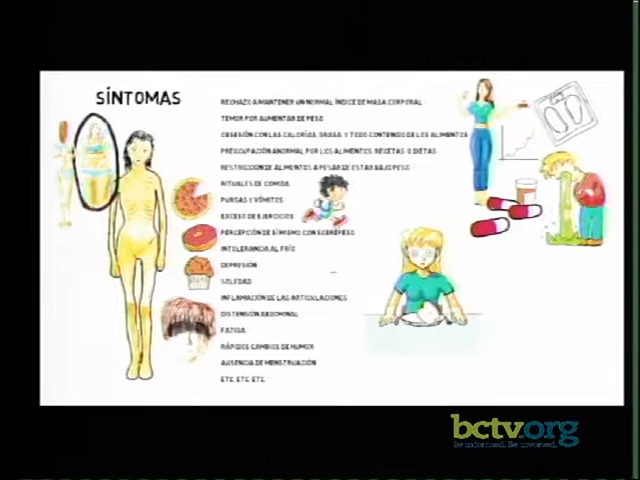 SÍNTOMAS
RECHAZO A MANTENER UN NORMAL ÍNDICE DE MASA CORPORAL
TEMOR POR AUMENTAR DE PESO
OBSESIÓN CON LAS CALORÍAS, GRASA Y TODO CONTENIDO DE LOS ALIMENTOS
PREOCUPACIÓN ANORMAL POR LOS ALIMENTOS RECETAS O DIETAS
RESTRICCIÓN DE ALIMENTOS A PESAR DE ESTAR BAJO PESO
RITUALES DE COMIDA
PURGAS Y VÓMITOS
EXCESO DE EJERCICIOS
PERCEPCIÓN DE SÍ MISMO CON SOBREPESO
INTOLERANCIA AL FRÍO
DEPRESIÓN
SOLEDAD
INFLAMACIÓN DE LAS ARTICULACIONES
DISTENSIÓN ABDOMINAL
FATIGA
RÁPIDOS CAMBIOS DE HUMOR
AUSENCIA DE MENSTRUACIÓN
ETC. ETC. ETC.
bctv.org
Be informed. Be involved.